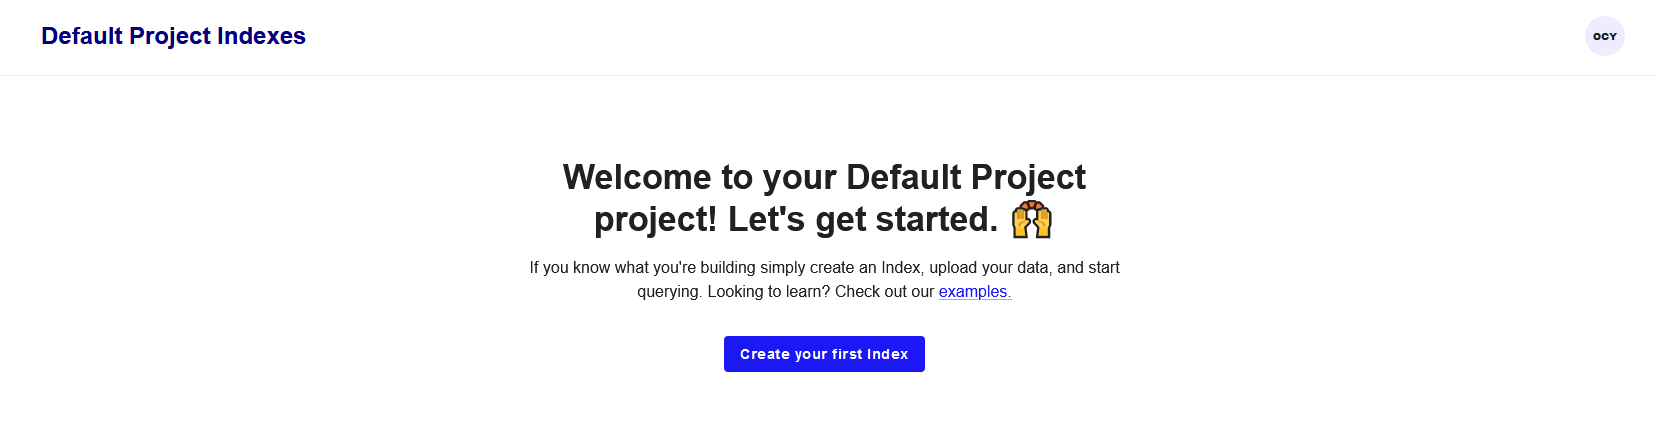 Default Project Indexes
OCY
Welcome to your Default Project
project! Let's get started. 🙌
If you know what you're building simply create an Index, upload your data, and start
querying. Looking to learn? Check out our examples.
Create your first Index